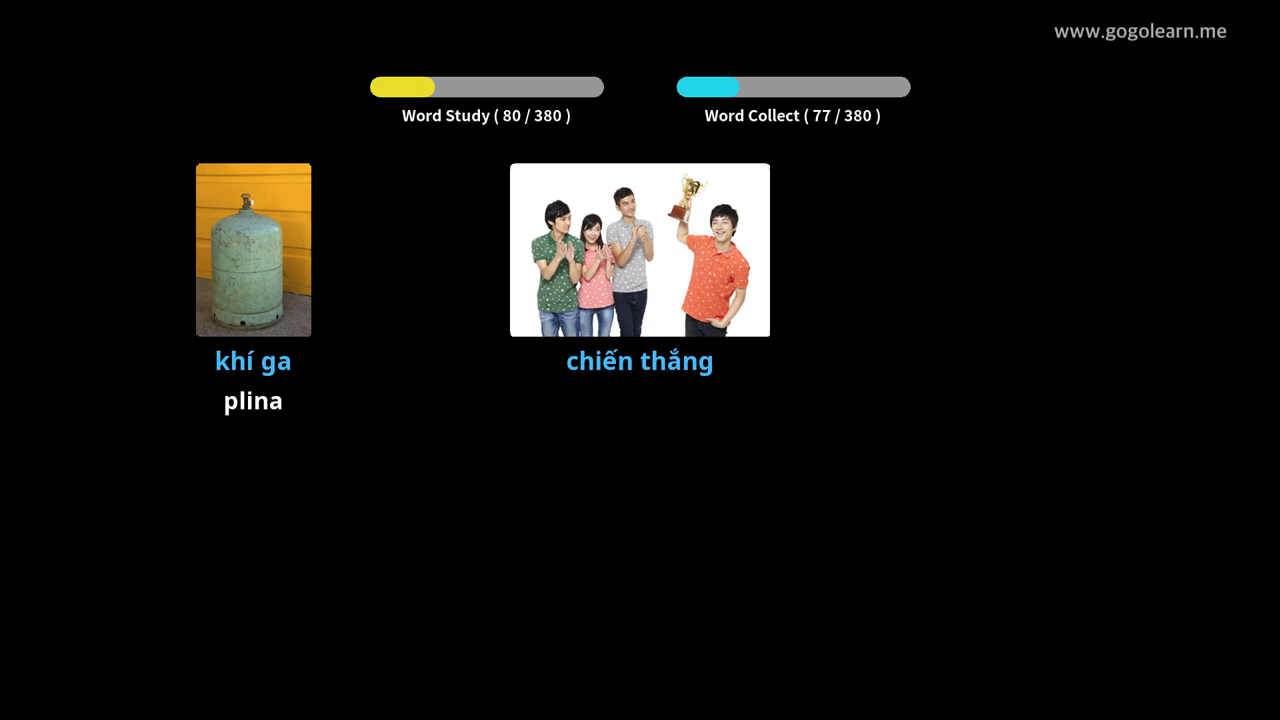 www.gogolearn.me
Word Study ( 80 / 380 )
Word Collect ( 77 / 380 )
khí ga
plina
chiến thắng